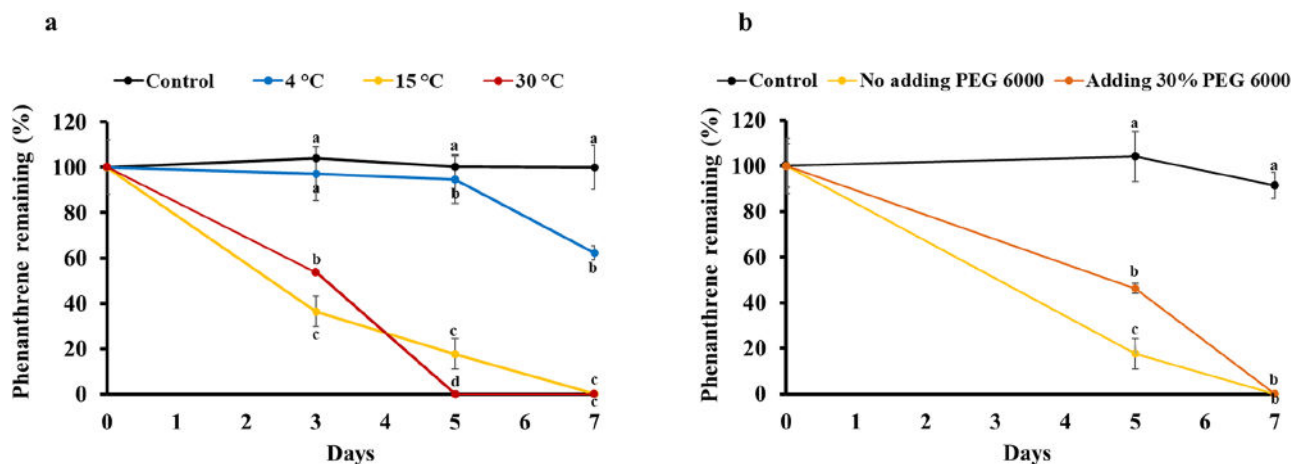 a
Control 4 °C 15 °C 30 °C
Phenanthrene remaining (%)
120
100
80
60
40
20
0
a
a
a
a
b
b
b
c
c
d
c
c
0 1 2 3 4 5 6 7
Days
b
Control No adding PEG 6000 Adding 30% PEG 6000
Phenanthrene remaining (%)
120
100
80
60
40
20
0
a
a
b
c
b
b
0 1 2 3 4 5 6 7
Days